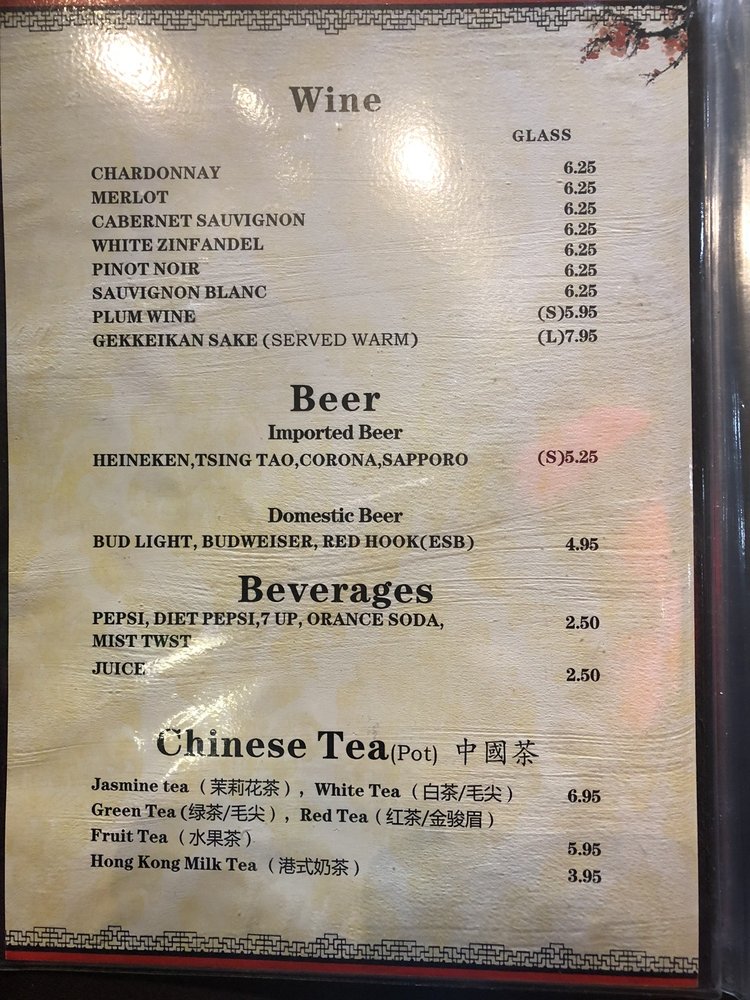 Wine
GLASS
CHARDONNAY 6.25
MERLOT 6.25
CABERNET SAUVIGNON 6.25
WHITE ZINFANDEL 6.25
PINOT NOIR 6.25
SAUVIGNON BLANC 6.25
PLUM WINE 6.25
GEKKEIKAN SAKE (SERVED WARM) (S)5.95
(L)7.95
Beer
Imported Beer
HEINEKEN,TSING TAO,CORONA,SAPPORO (S)5.25
Domestic Beer
BUD LIGHT, BUDWEISER, RED HOOK(ESB) 4.95
Beverages
PEPSI, DIET PEPSI,7 UP, ORANCE SODA, 2.50
MIST TWST
JUICE 2.50
Chinese Tea(Pot) 中國茶
Jasmine tea（茉莉花茶）, White Tea（白茶/毛尖） 6.95
Green Tea (绿茶/毛尖）, Red Tea（红茶/金骏眉）
Fruit Tea（水果茶） 5.95
Hong Kong Milk Tea（港式奶茶） 3.95